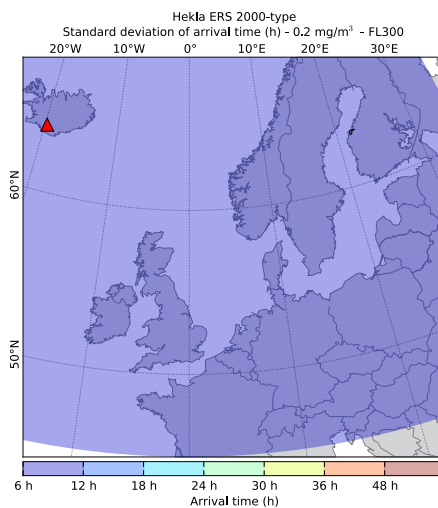 Hekla ERS 2000-type
Standard deviation of arrival time (h) - 0.2 mg/m³ - FL300
20°W 10°W 0° 10°E 20°E 30°E
60°N
50°N
6 h 12 h 18 h 24 h 30 h 36 h 48 h
Arrival time (h)